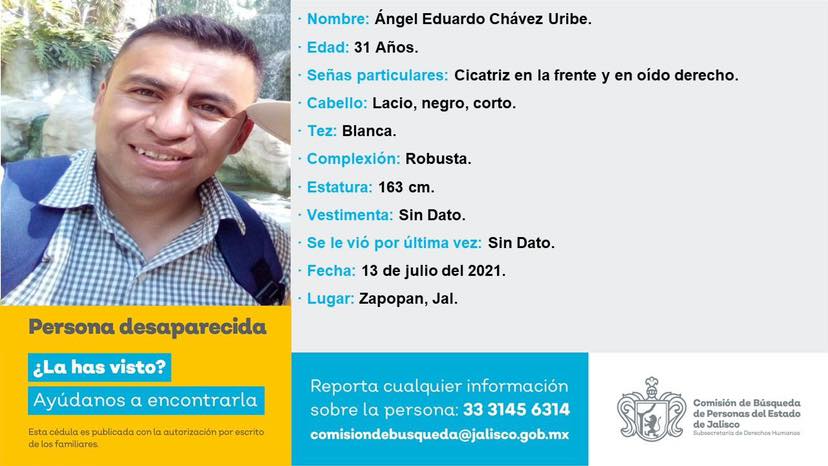 · Nombre: Ángel Eduardo Chávez Uribe.
· Edad: 31 Años.
· Señas particulares: Cicatriz en la frente y en oído derecho.
· Cabello: Lacio, negro, corto.
· Tez: Blanca.
· Complexión: Robusta.
· Estatura: 163 cm.
· Vestimenta: Sin Dato.
· Se le vió por última vez: Sin Dato.
· Fecha: 13 de julio del 2021.
· Lugar: Zapopan, Jal.
Persona desaparecida
¿La has visto?
Ayúdanos a encontrarla
Esta cédula es publicada con la autorización por escrito
de los familiares.
Reporta cualquier información
sobre la persona: 33 3145 6314
comisiondebusqueda@jalisco.gob.mx
Comisión de Búsqueda
de Personas del Estado
de Jalisco
Subsecretaría de Derechos Humanos